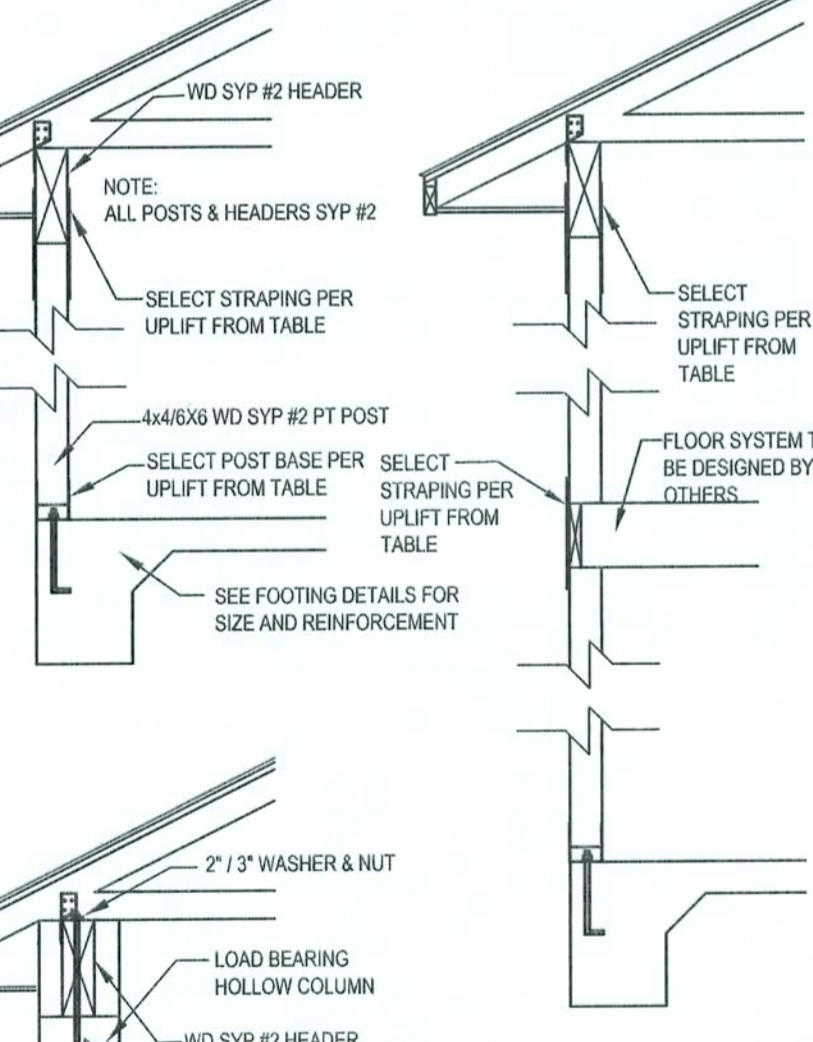 WD SYP #2 HEADER
NOTE:
ALL POSTS & HEADERS SYP #2
SELECT STRAPING PER
UPLIFT FROM TABLE
4x4/6X6 WD SYP #2 PT POST
SELECT POST BASE PER
UPLIFT FROM TABLE
SEE FOOTING DETAILS FOR
SIZE AND REINFORCEMENT
SELECT
STRAPING PER
UPLIFT FROM
TABLE
SELECT
STRAPING PER
UPLIFT FROM
TABLE
FLOOR SYSTEM T
BE DESIGNED BY
OTHERS
2" / 3" WASHER & NUT
LOAD BEARING
HOLLOW COLUMN
WD SYP #2 HEADER